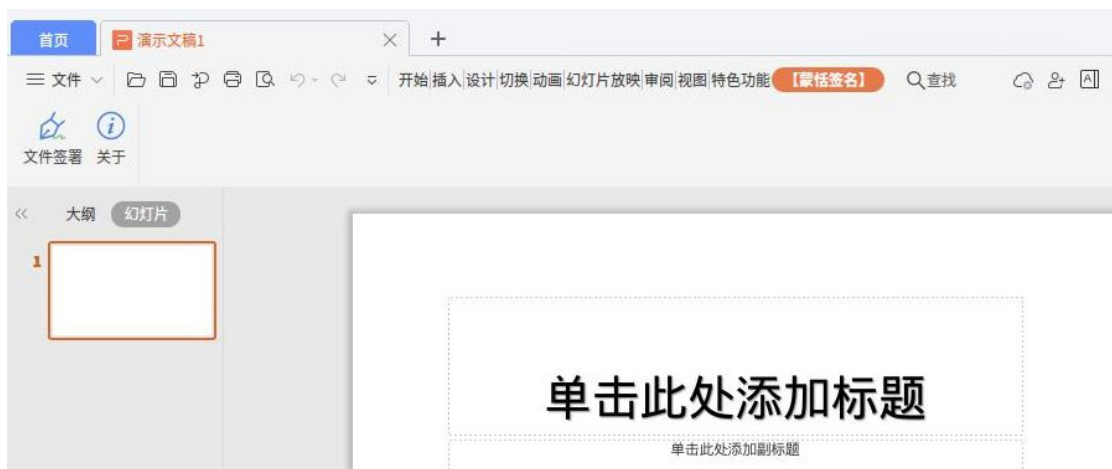 首页 演示文稿1
文件 开始 插入 设计 切换 动画 幻灯片放映 审阅 视图 特色功能 【蒙恬签名】 查找
文件签署 关于
大纲 幻灯片
1
单击此处添加标题
单击此处添加副标题